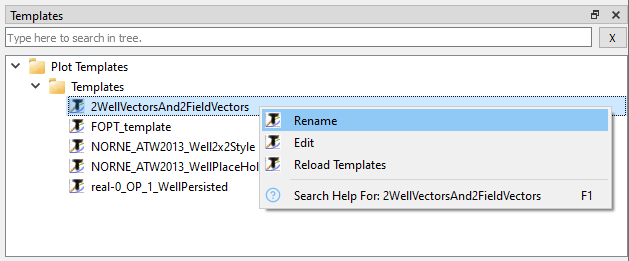 Templates
Type here to search in tree.
X
Plot Templates
Templates
2WellVectorsAnd2FieldVectors
FOPT_template
NORNE_ATW2013_Well2x2Style
NORNE_ATW2013_WellPlaceHol
real-0_OP_1_WellPersisted
Rename
Edit
Reload Templates
Search Help For: 2WellVectorsAnd2FieldVectors F1